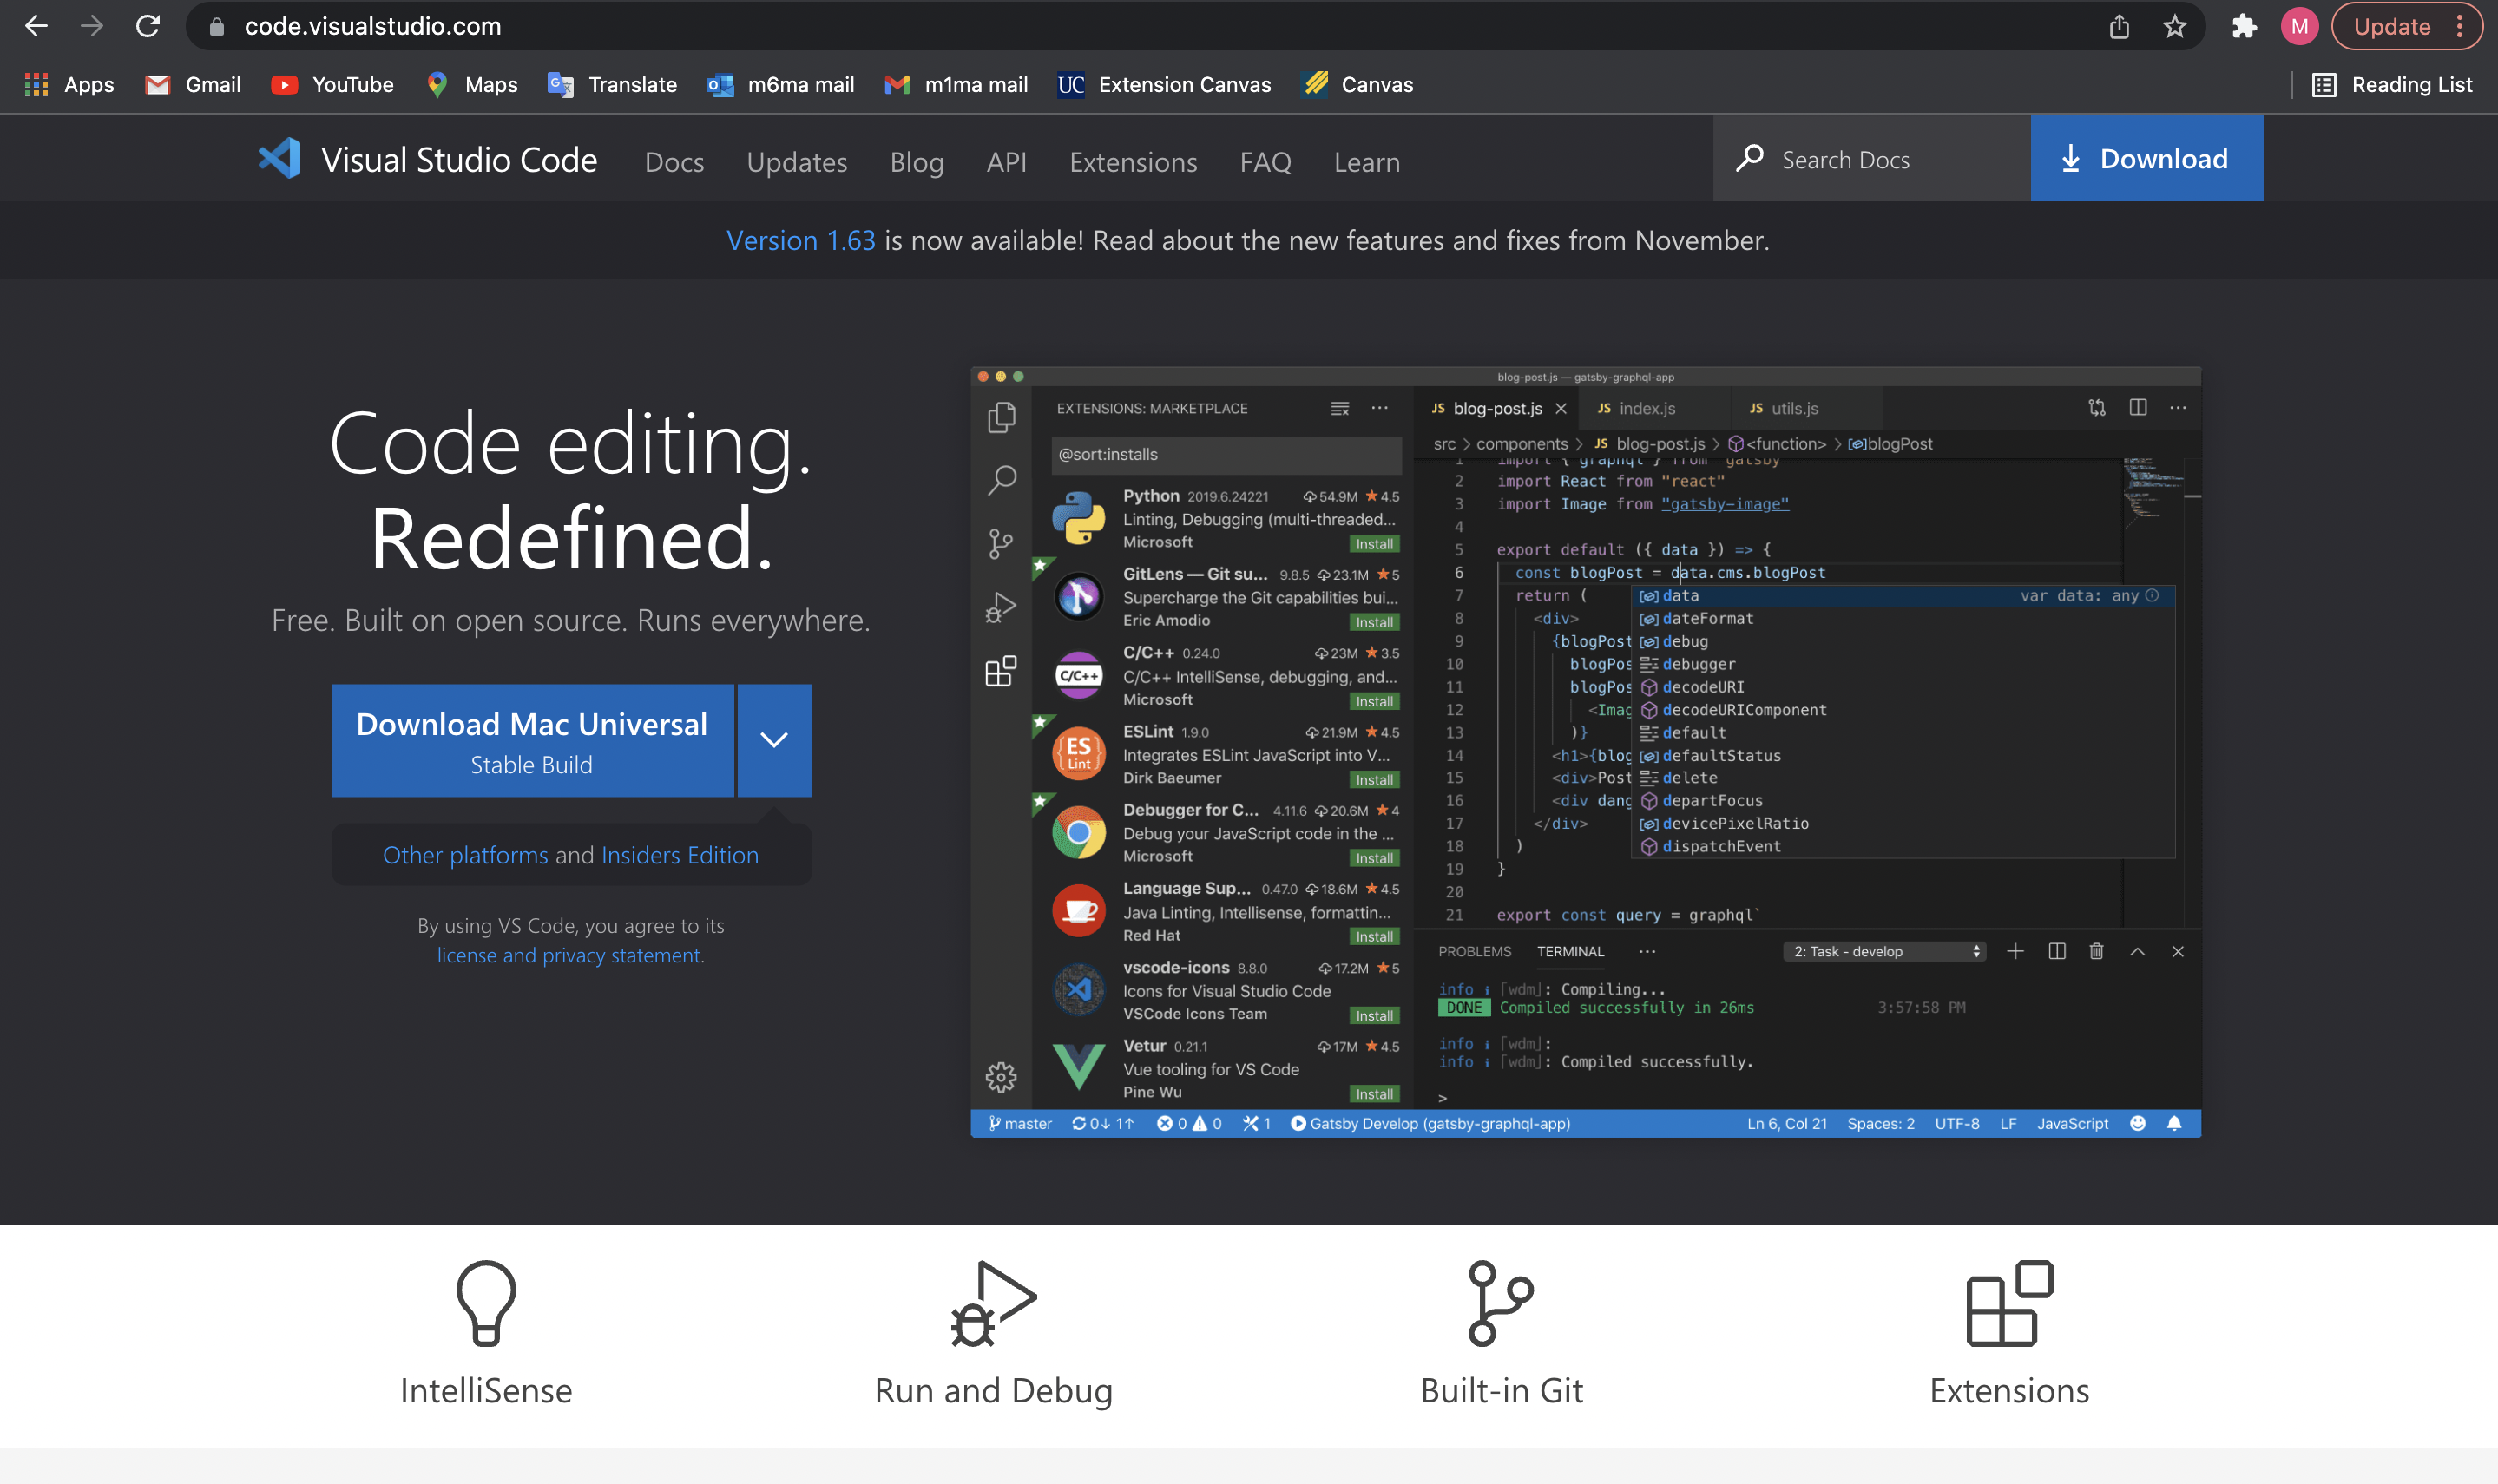 code.visualstudio.com
M
Update
Apps
Gmail
YouTube
Maps
Translate
m6ma mail
m1ma mail
UC
Extension Canvas
Canvas
Reading List
Visual Studio Code
Docs
Updates
Blog
API
Extensions
FAQ
Learn
Search Docs
Download
Version 1.63 is now available! Read about the new features and fixes from November.
Code editing.
Redefined.
Free. Built on open source. Runs everywhere.
Download Mac Universal
Stable Build
Other platforms and Insiders Edition
By using VS Code, you agree to its
license and privacy statement.
blog-post.js — gatsby-graphql-app
EXTENSIONS: MARKETPLACE
@sort:installs
Python 2019.6.24221 54.9M 4.5
Linting, Debugging (multi-threaded...
Microsoft Install
GitLens — Git su... 9.8.5 23.1M 5
Supercharge the Git capabilities bui...
Eric Amodio Install
C/C++
C/C++ 0.24.0 23M 3.5
C/C++ IntelliSense, debugging, and...
Microsoft Install
ES
Lint
ESLint 1.9.0 21.9M 4.5
Integrates ESLint JavaScript into V...
Dirk Baeumer Install
Debugger for C... 4.11.6 20.6M 4
Debug your JavaScript code in the ...
Microsoft Install
Language Sup... 0.47.0 18.6M 4.5
Java Linting, Intellisense, formattin...
Red Hat Install
vscode-icons 8.8.0 17.2M 5
Icons for Visual Studio Code
VSCode Icons Team Install
Vetur 0.21.1 17M 4.5
Vue tooling for VS Code
Pine Wu Install
JS blog-post.js
JS index.js
JS utils.js
src > components > JS blog-post.js > <function> > blogPost
1 import { graphql } from "gatsby"
2 import React from "react"
3 import Image from "gatsby-image"
4
5 export default ({ data }) => {
6 const blogPost = data.cms.blogPost
7 return (
8 <div>
9 {blogPost
10 blogPos
11 blogPos
12 <Imag
13 )}
14 <h1>{blog
15 <div>Post
16 <div dang
17 </div>
18 )
19 }
20
21 export const query = graphql`
data var data: any
dateFormat
debug
debugger
decodeURI
decodeURIComponent
default
defaultStatus
delete
departFocus
devicePixelRatio
dispatchEvent
PROBLEMS TERMINAL ... 2: Task - develop
info i ｢wdm｣: Compiling...
DONE Compiled successfully in 26ms 3:57:58 PM
info i ｢wdm｣:
info i ｢wdm｣: Compiled successfully.
>
master 0↓ 1↑ 0 0 1 Gatsby Develop (gatsby-graphql-app) Ln 6, Col 21 Spaces: 2 UTF-8 LF JavaScript
IntelliSense
Run and Debug
Built-in Git
Extensions